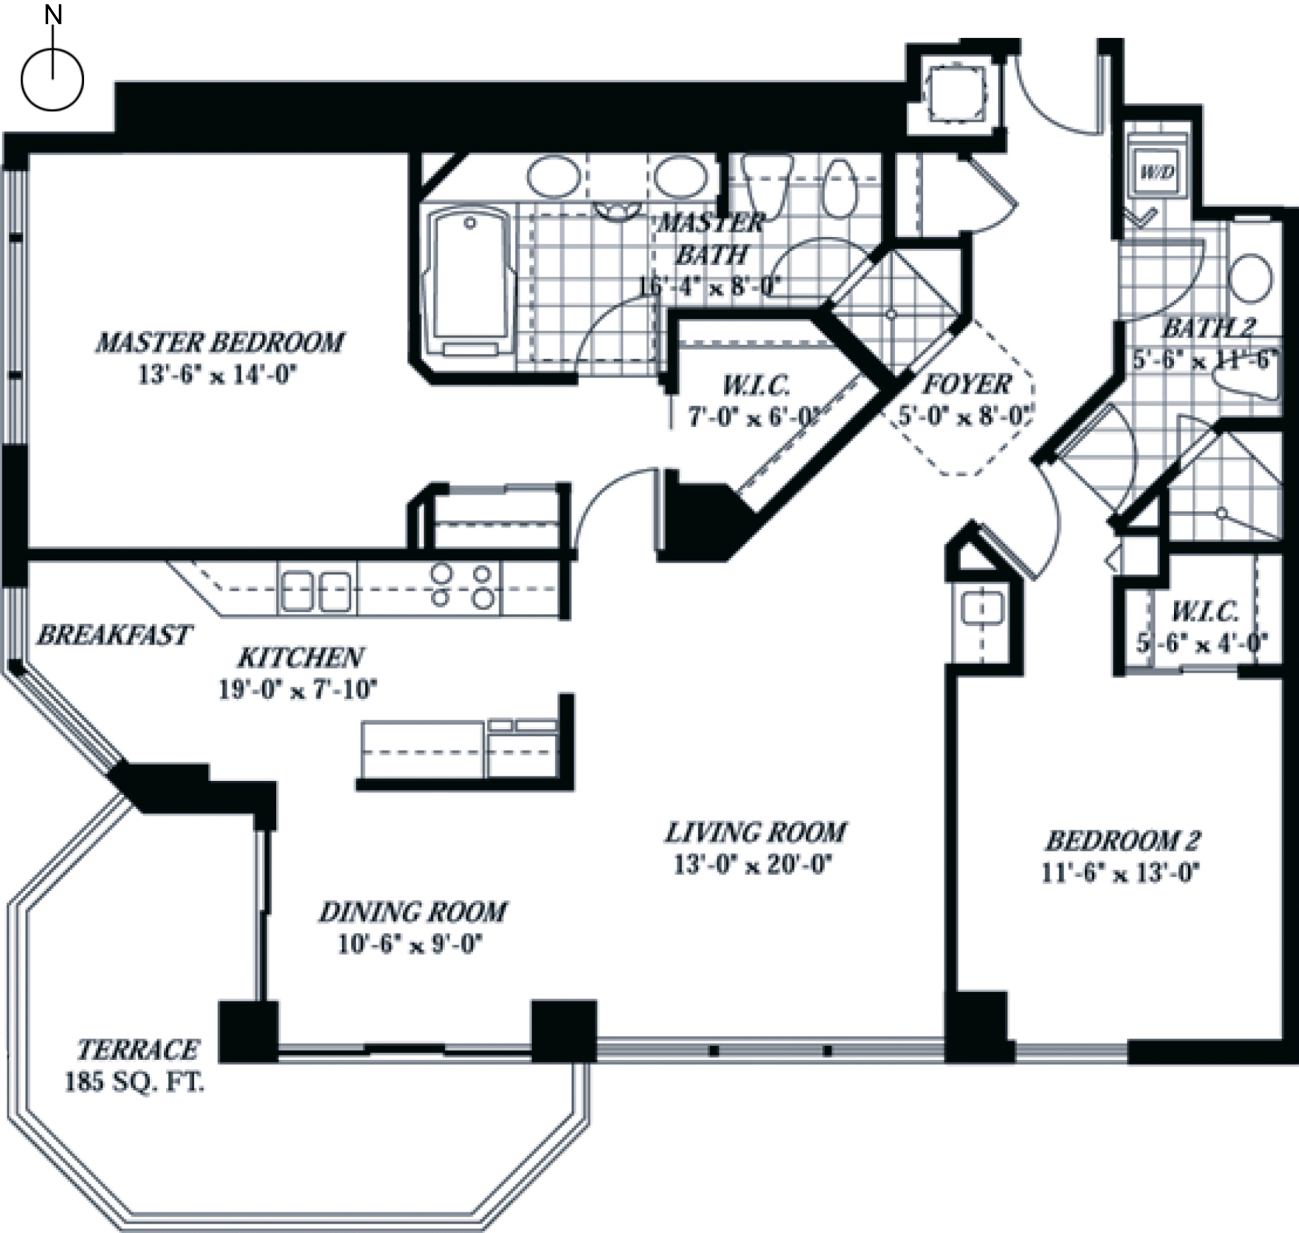 N
W/D
MASTER
BATH
16'-4" x 8'-0"
MASTER BEDROOM
13'-6" x 14'-0"
BATH 2
5'-6" x 11'-6"
W.I.C.
7'-0" x 6'-0"
FOYER
5'-0" x 8'-0"
BREAKFAST
KITCHEN
19'-0" x 7'-10"
W.I.C.
5'-6" x 4'-0"
LIVING ROOM
13'-0" x 20'-0"
BEDROOM 2
11'-6" x 13'-0"
DINING ROOM
10'-6" x 9'-0"
TERRACE
185 SQ. FT.